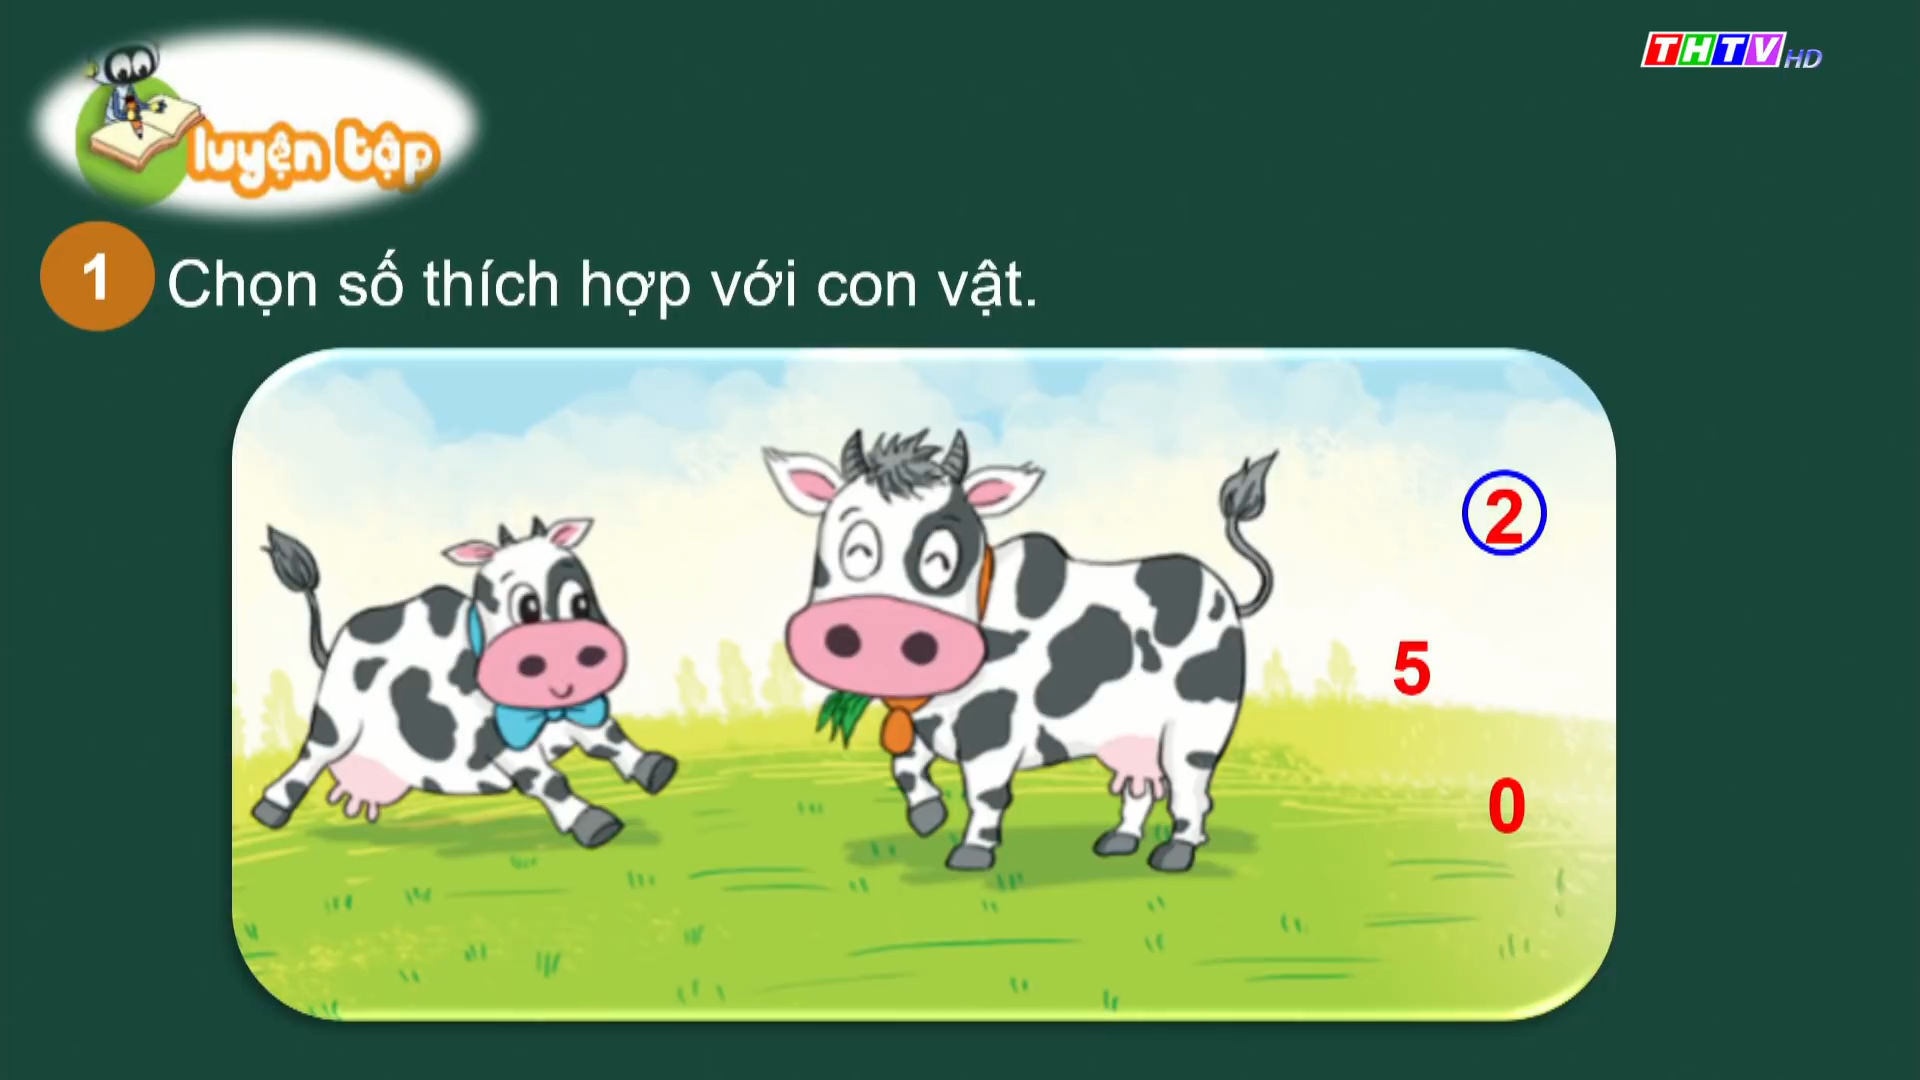 THTV HD
luyện tập
1 Chọn số thích hợp với con vật.
2
5
0